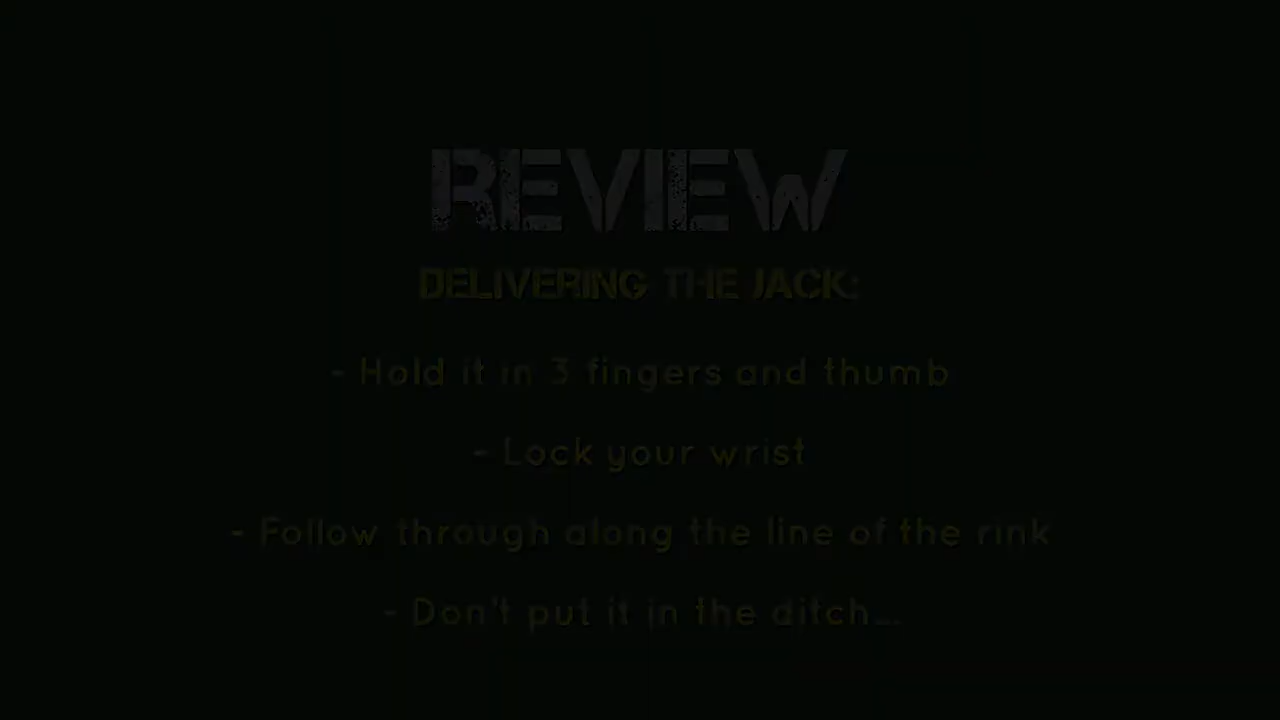 REVIEW
DELIVERING THE JACK:
- Hold it in 3 fingers and thumb
- Lock your wrist
- Follow through along the line of the rink
- Don't put it in the ditch...